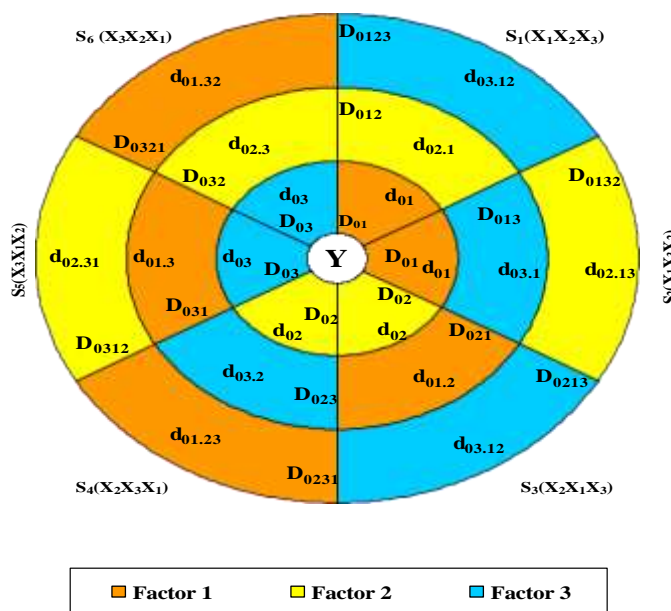 S₆ (X₃X₂X₁)
D₀₁₂₃
S₁(X₁X₂X₃)
d₀₁.₃₂
d₀₃.₁₂
D₀₁₂
D₀₃₂₁
d₀₂.₃
d₀₂.₁
D₀₃₂
D₀₁₃₂
d₀₃
d₀₁
D₀₃
D₀₁
D₀₁₃
S₅(X₃X₁X₂)
d₀₂.₃₁
d₀₁.₃
d₀₃
D₀₃
Y
D₀₁
d₀₁
d₀₃.₁
d₀₂.₁₃
D₀₃₁
D₀₂
D₀₂
d₀₂
d₀₂
D₀₂₁
D₀₃₁₂
d₀₃.₂
D₀₂₃
d₀₁.₂
D₀₂₁₃
d₀₁.₂₃
d₀₃.₁₂
D₀₂₃₁
S₄(X₂X₃X₁)
S₃(X₂X₁X₃)
Factor 1 Factor 2 Factor 3